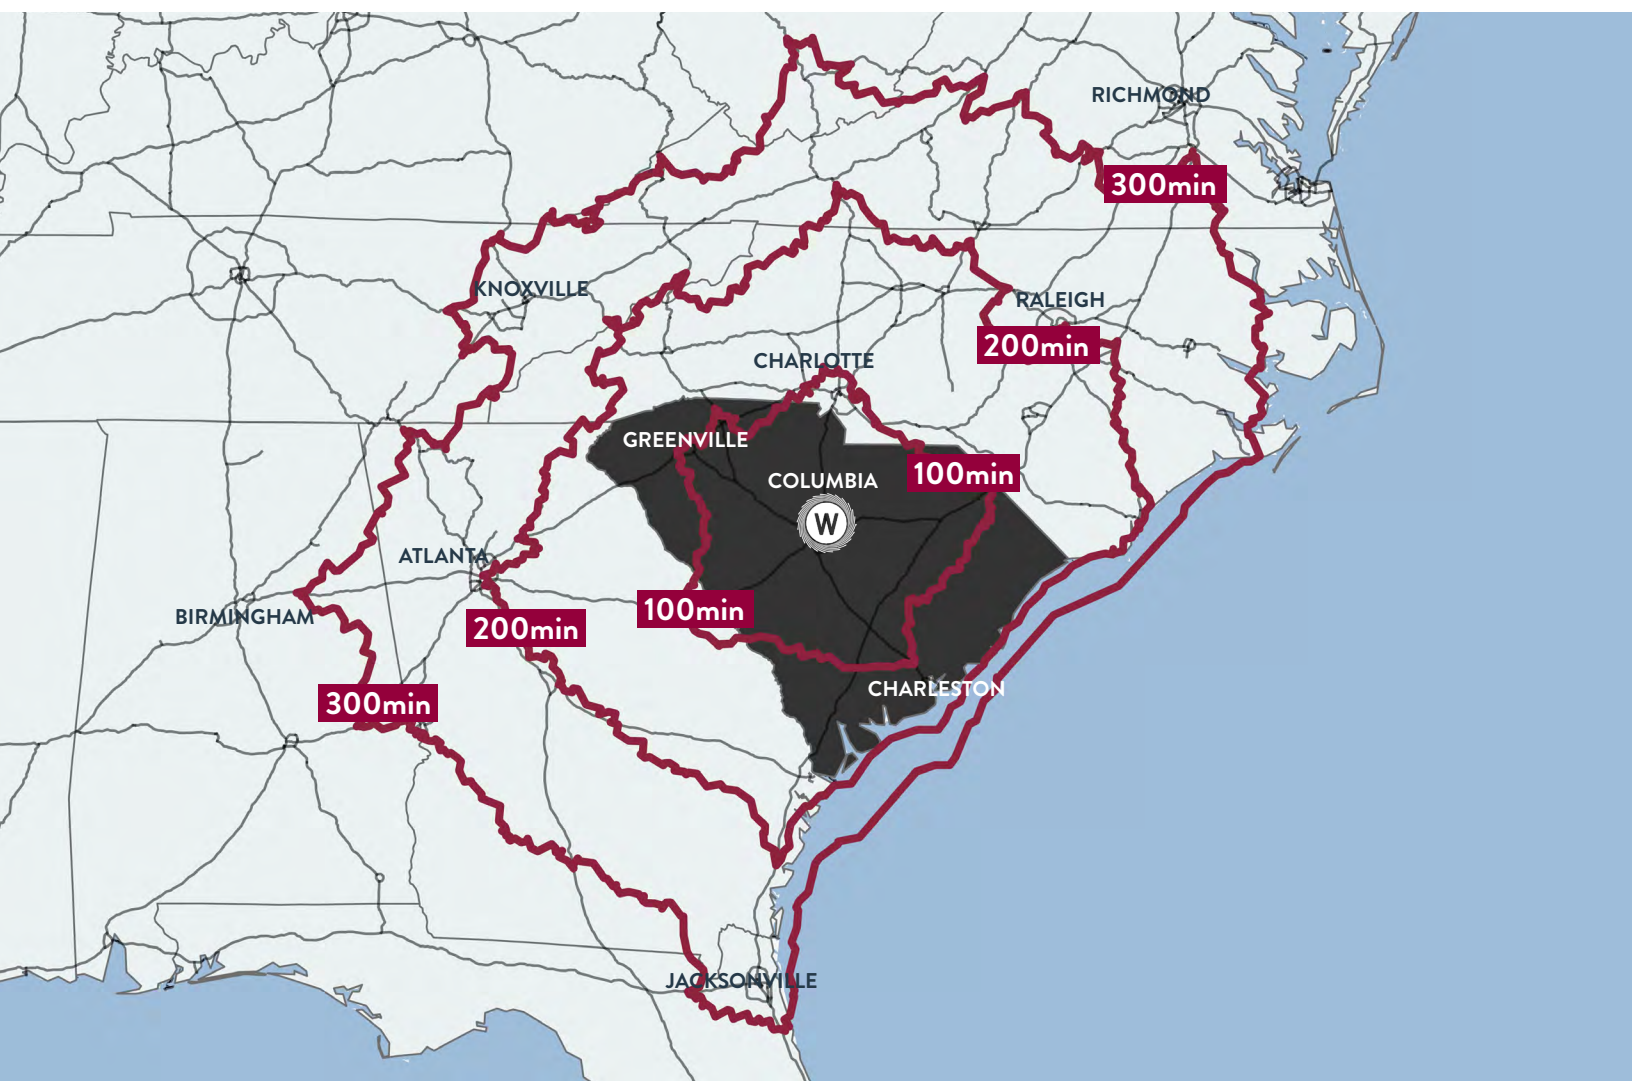 RICHMOND
300min
KNOXVILLE
RALEIGH
200min
CHARLOTTE
GREENVILLE
100min
COLUMBIA
W
ATLANTA
100min
BIRMINGHAM
200min
CHARLESTON
300min
JACKSONVILLE